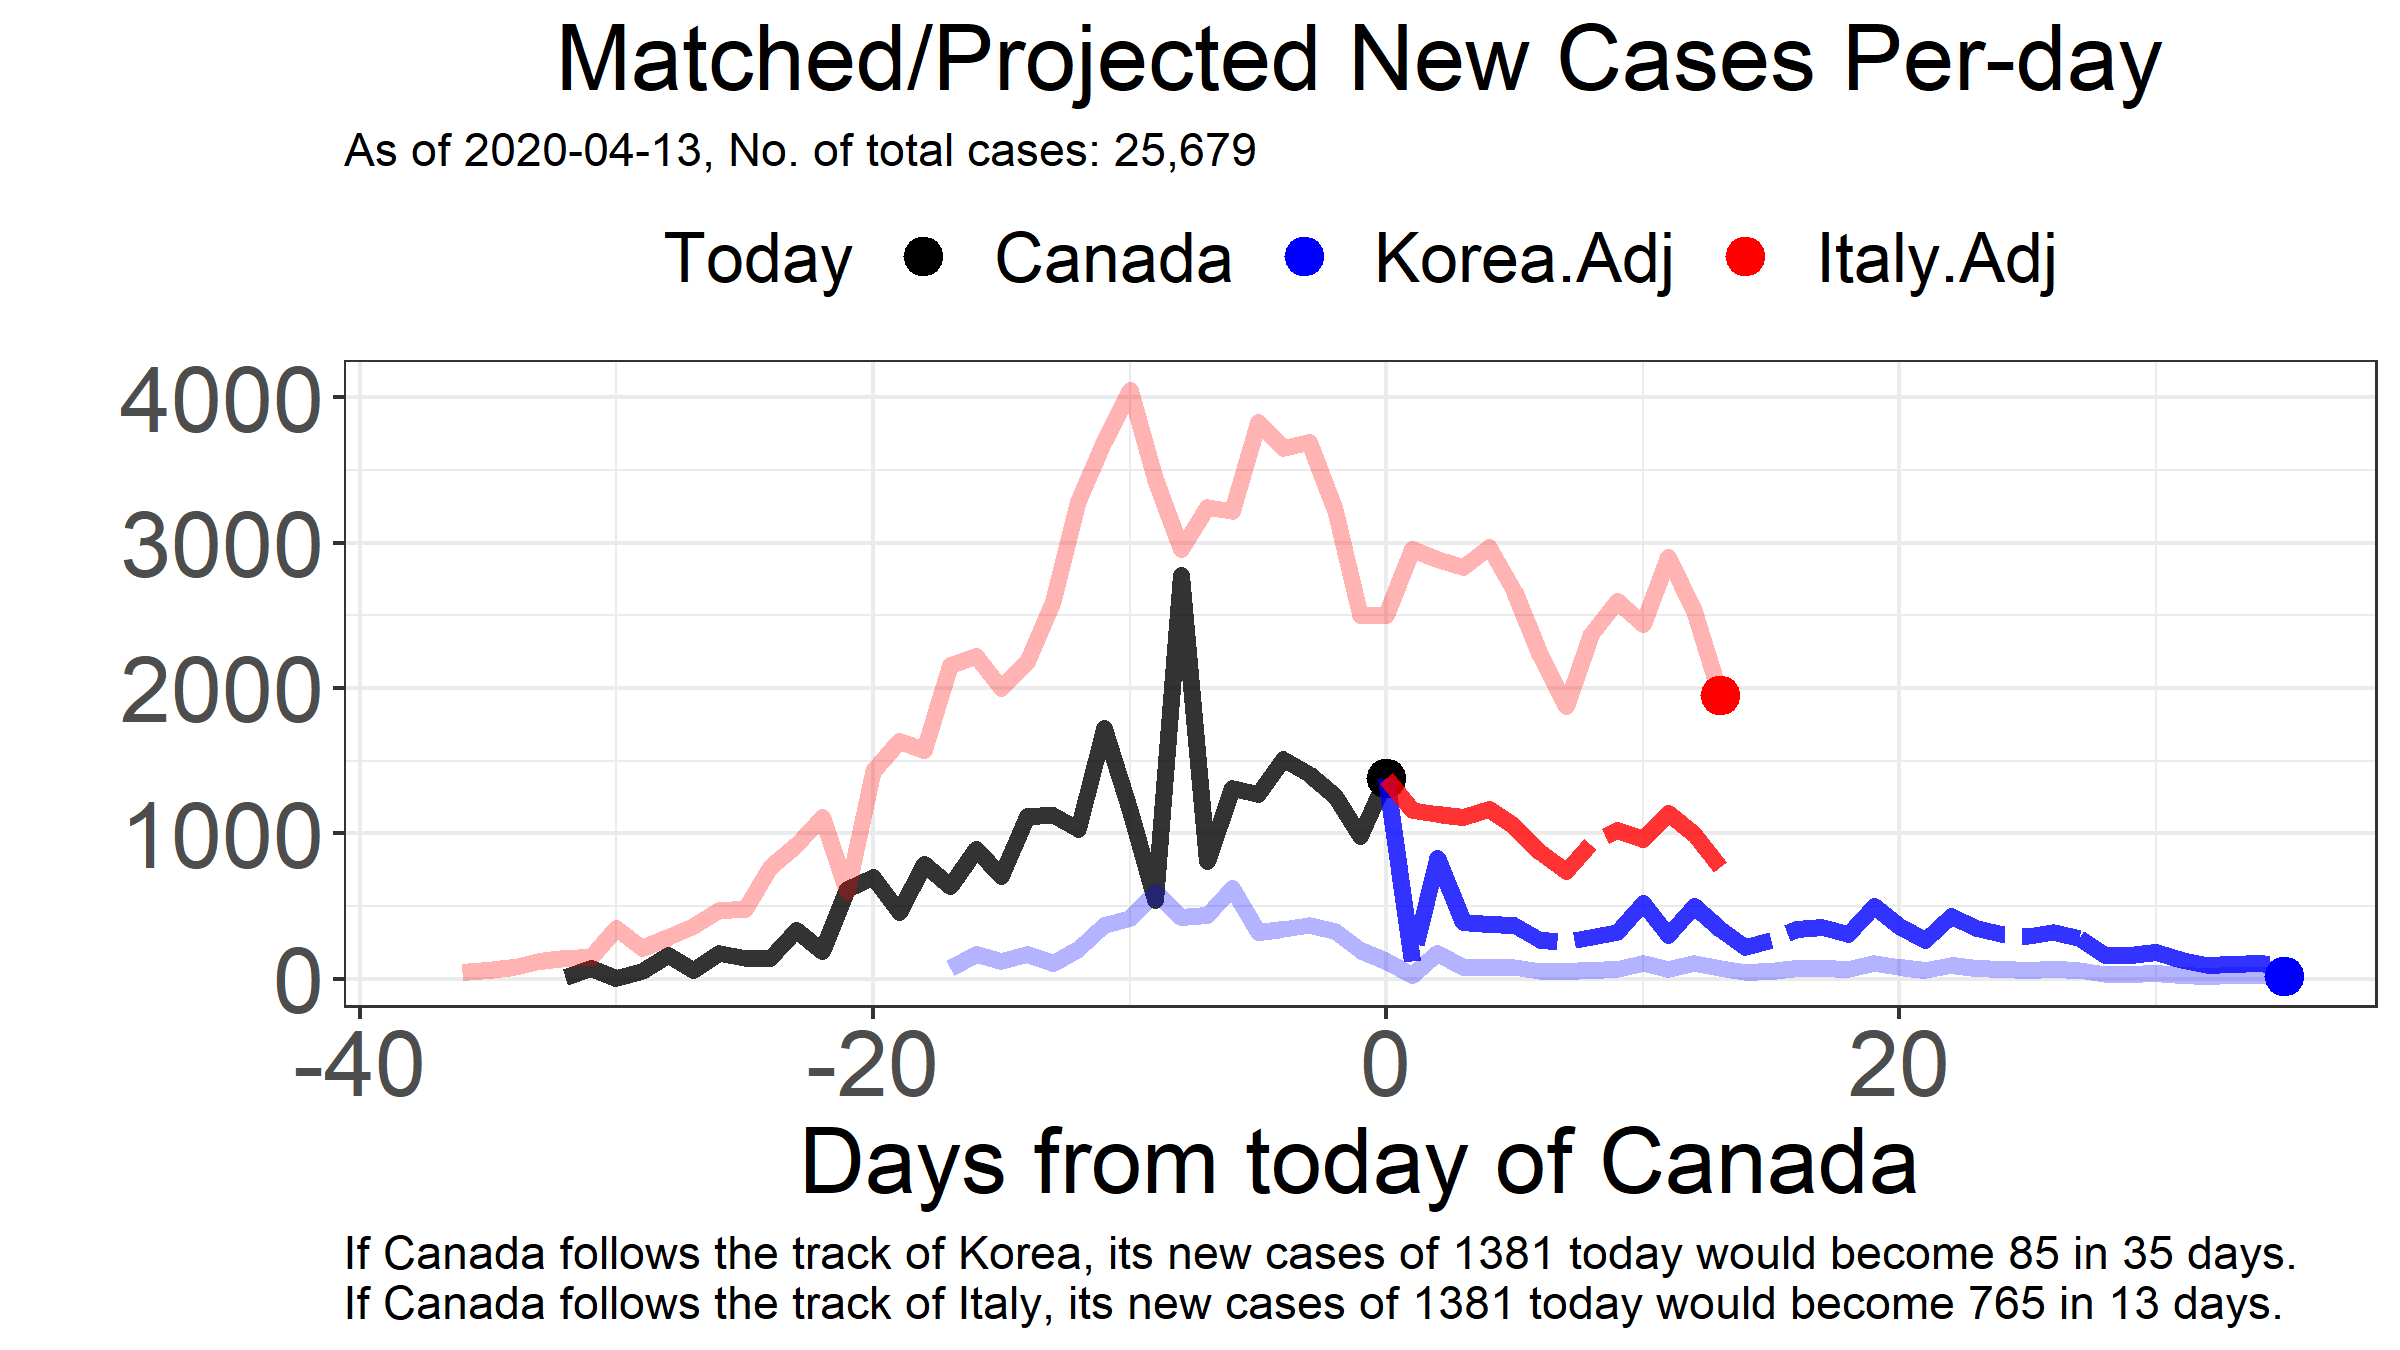 Matched/Projected New Cases Per-day
As of 2020-04-13, No. of total cases: 25,679
Today Canada Korea.Adj Italy.Adj
4000
3000
2000
1000
0
-40 -20 0 20
Days from today of Canada
If Canada follows the track of Korea, its new cases of 1381 today would become 85 in 35 days.
If Canada follows the track of Italy, its new cases of 1381 today would become 765 in 13 days.